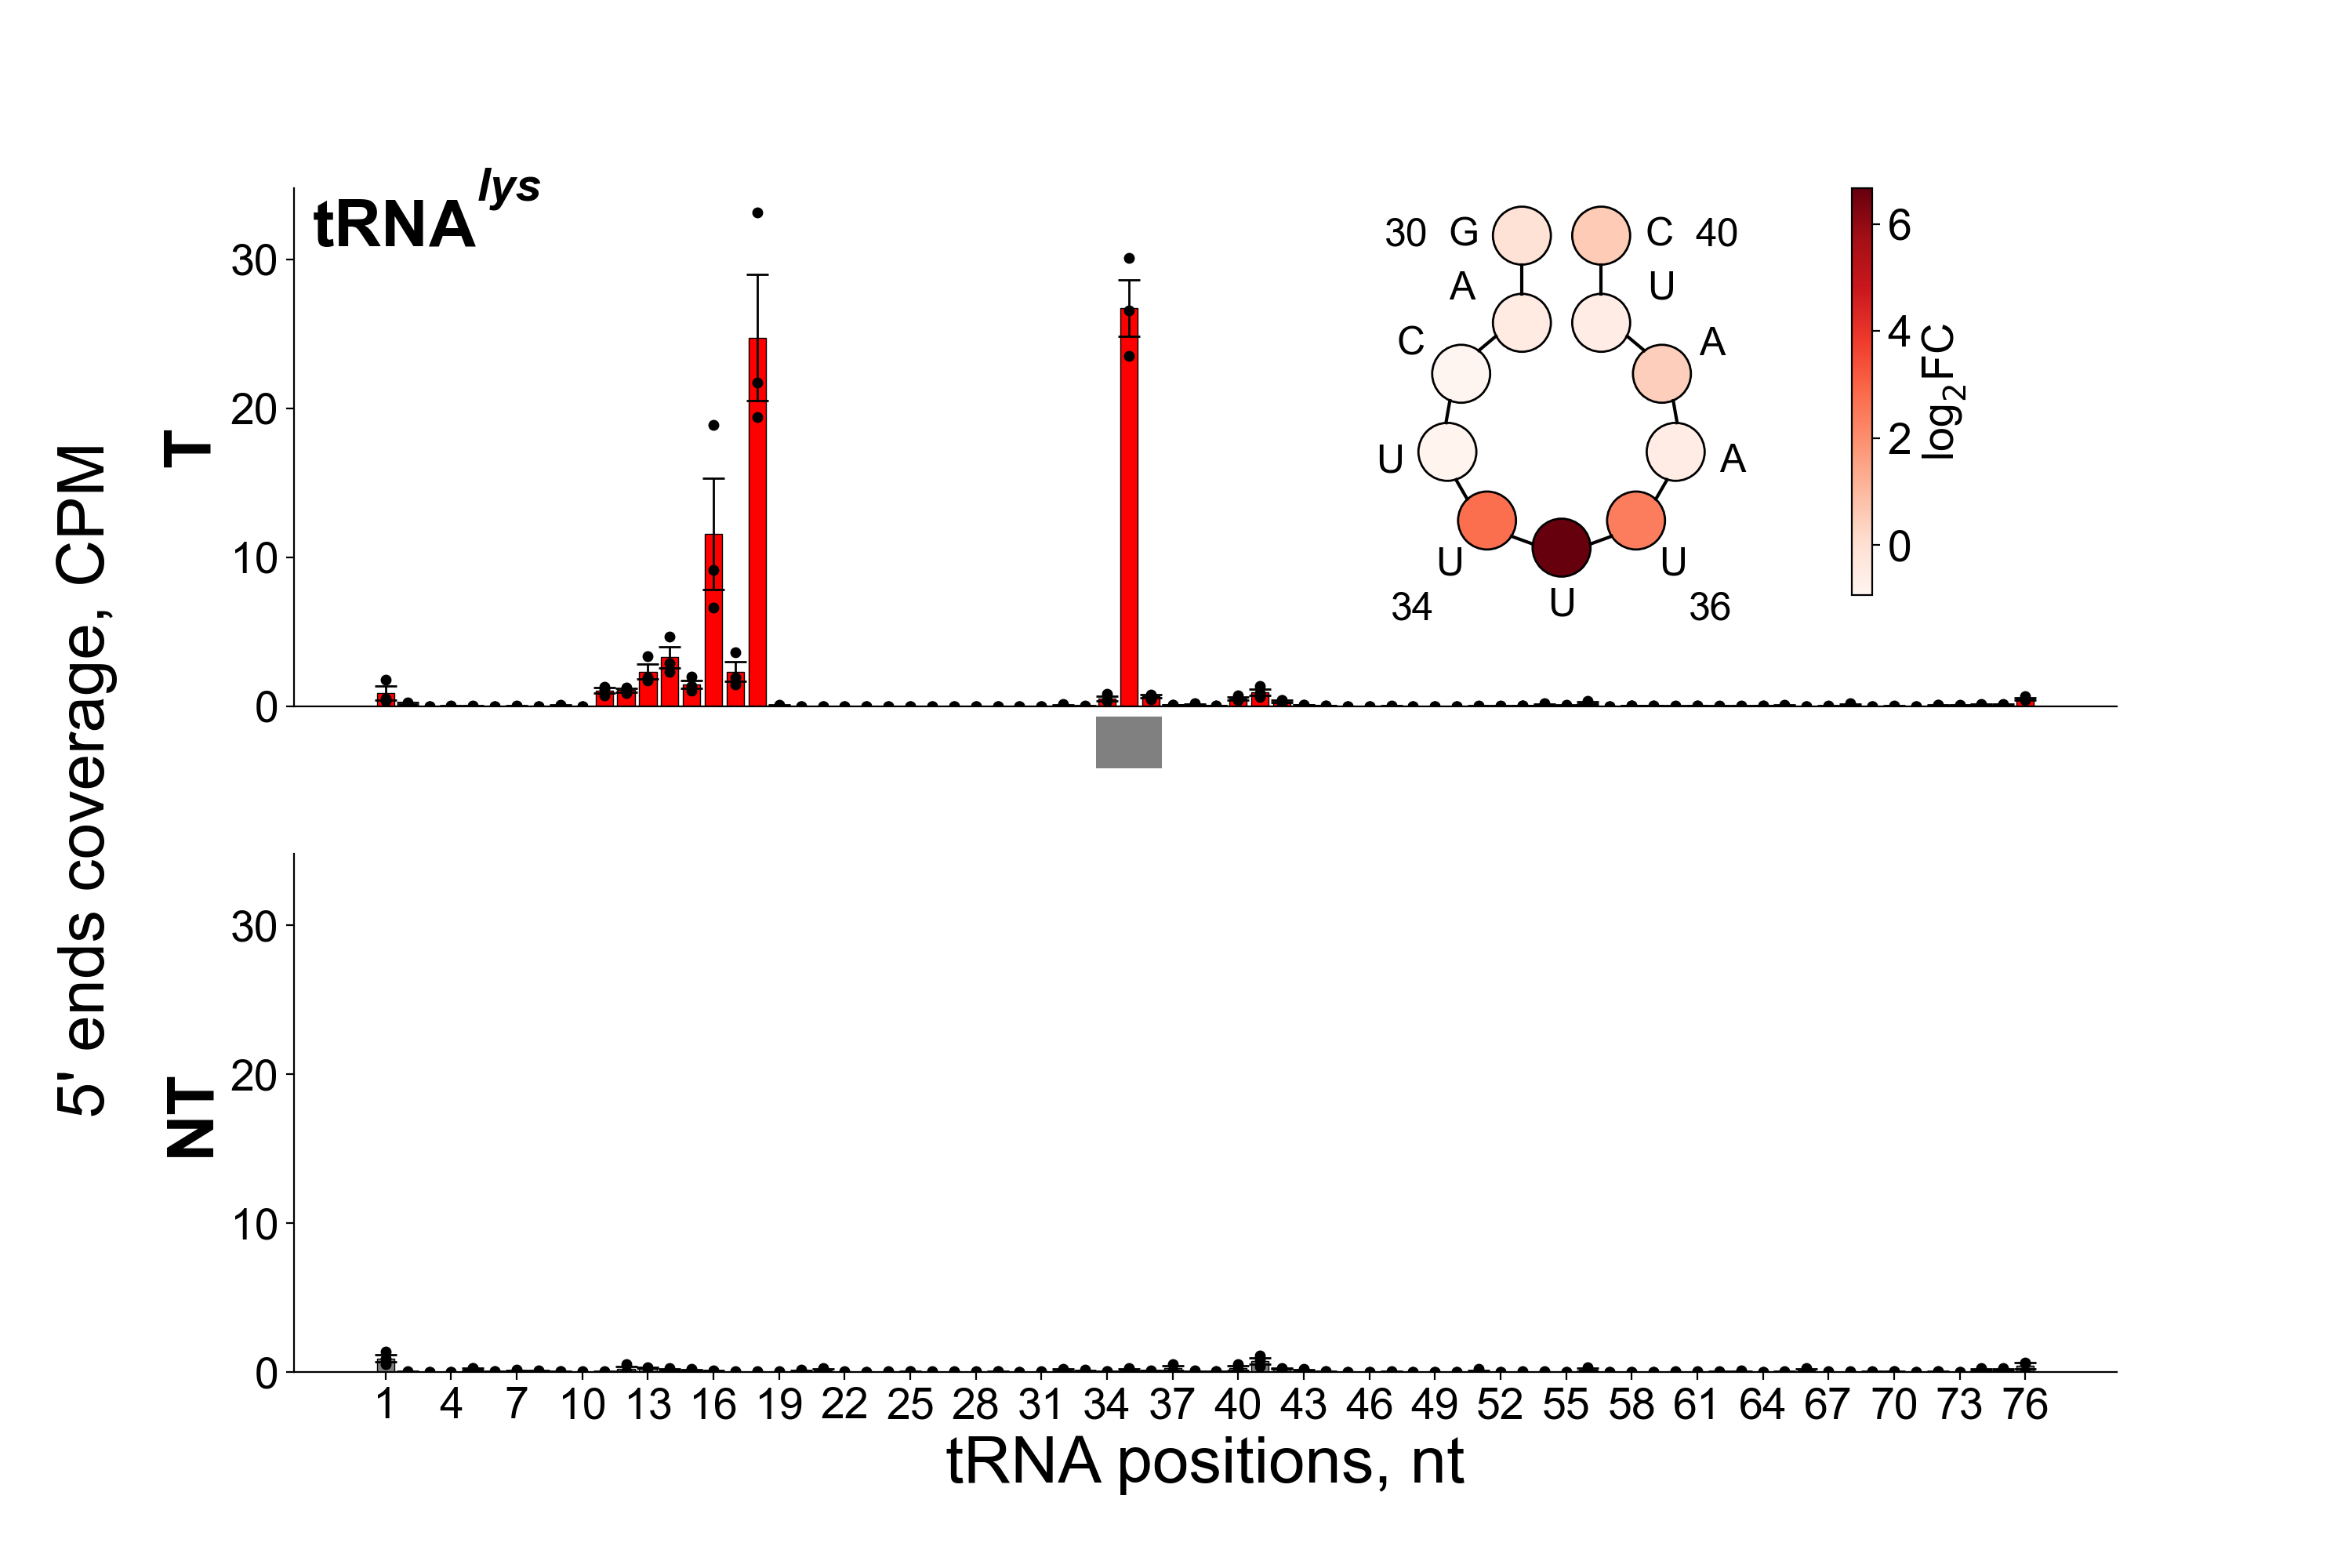 tRNA^lys
5' ends coverage, CPM
T
30
20
10
0
30 G C 40
A U
C A
U A
U U
U
34 36
6
4
2
0
log₂FC
NT
30
20
10
0
1 4 7 10 13 16 19 22 25 28 31 34 37 40 43 46 49 52 55 58 61 64 67 70 73 76
tRNA positions, nt